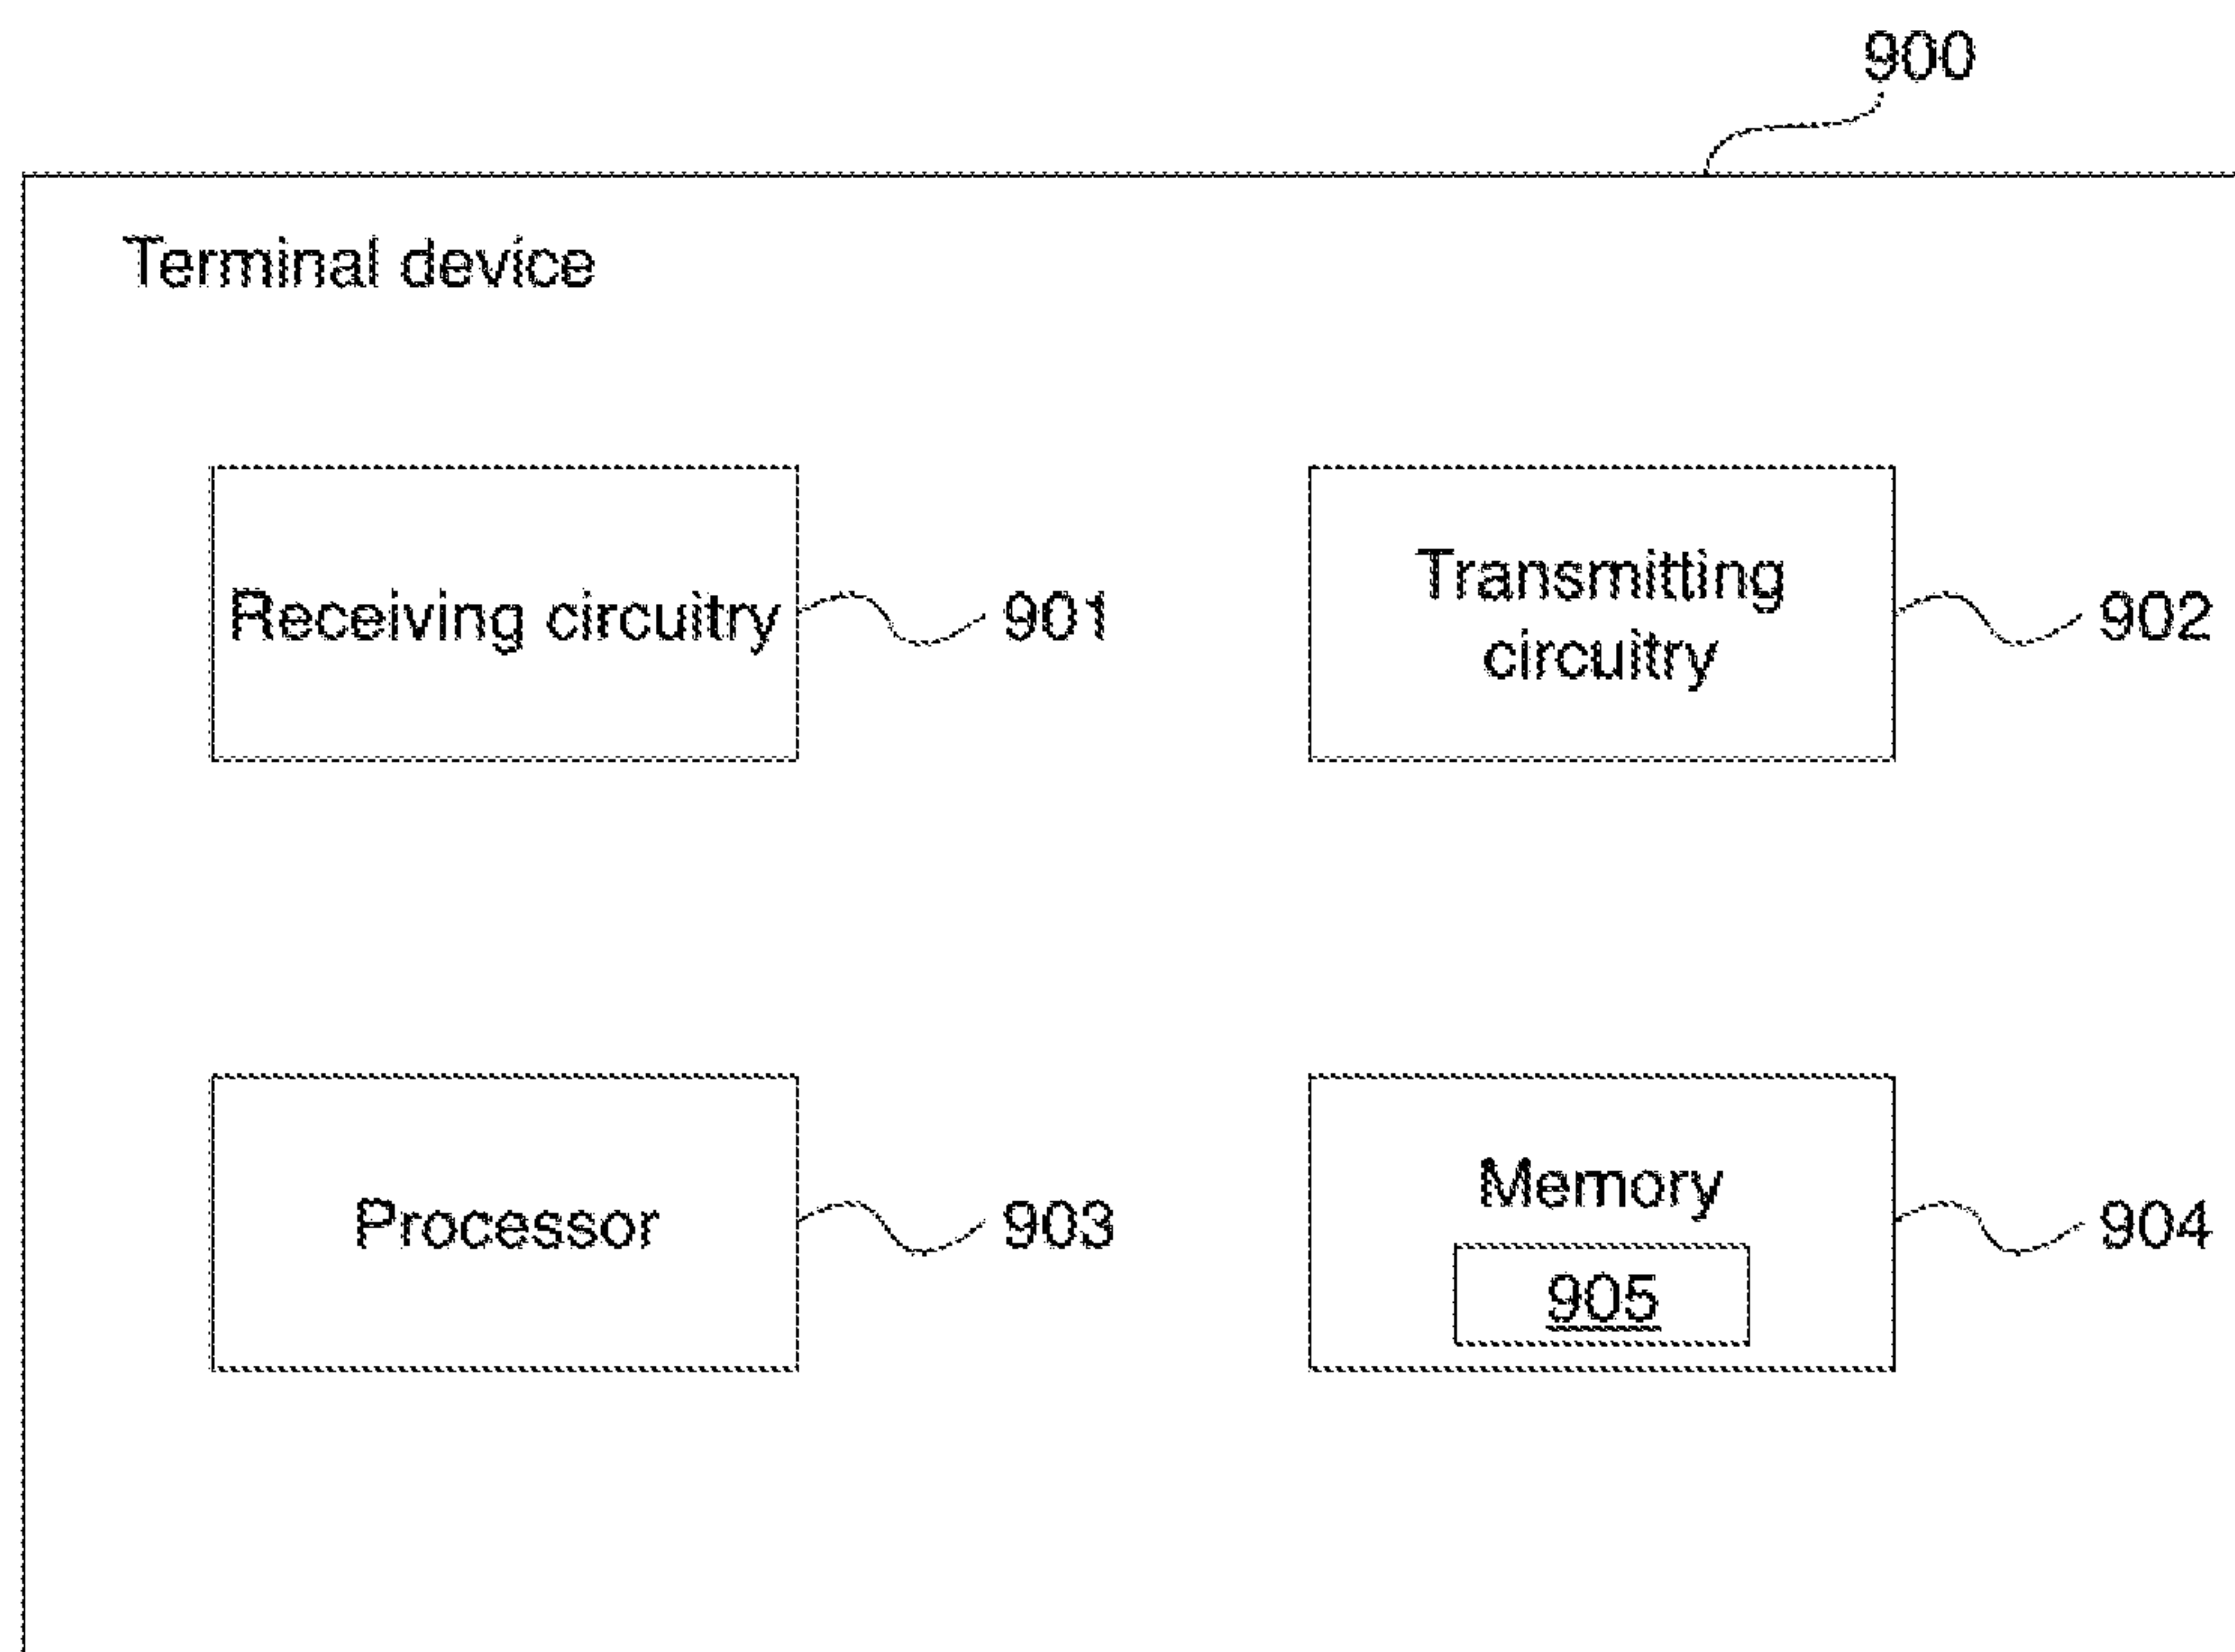 900
Terminal device
Receiving circuitry
901
Transmitting
circuitry
902
Processor
903
Memory
905
904